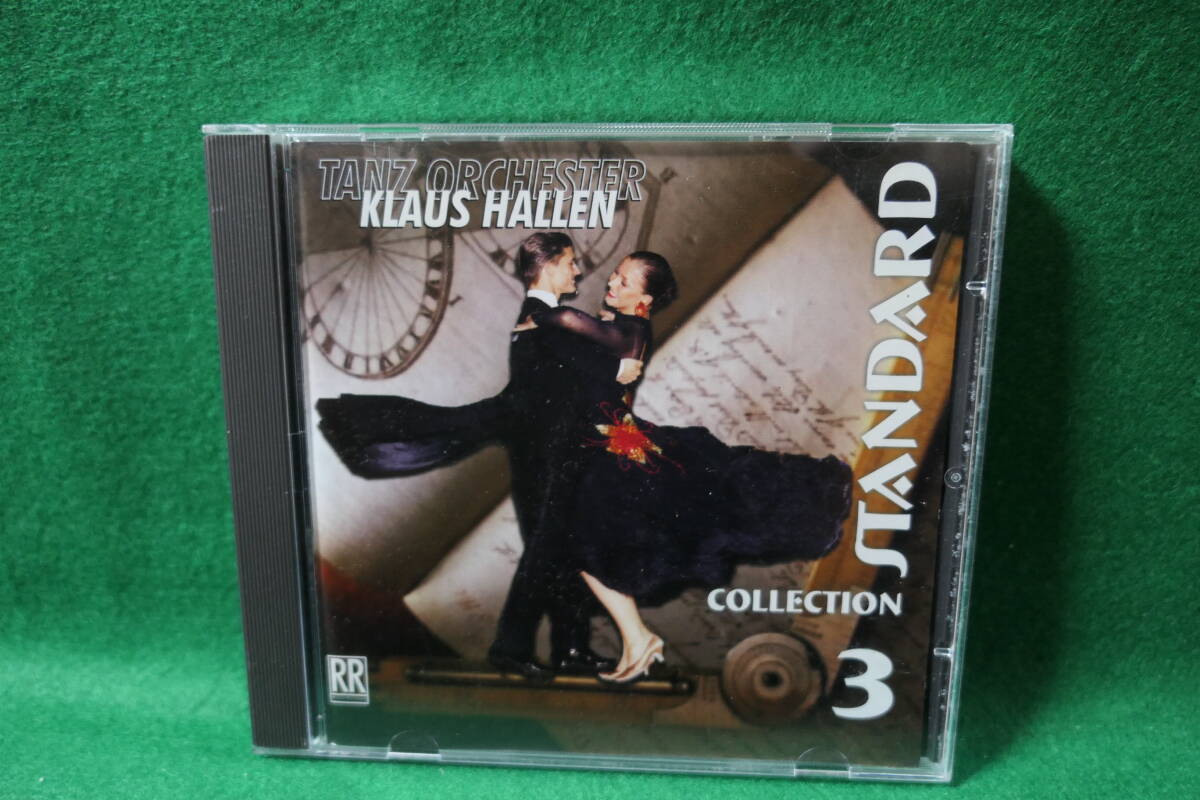 TANZ ORCHESTER
KLAUS HALLEN
STANDARD
COLLECTION
3
RR